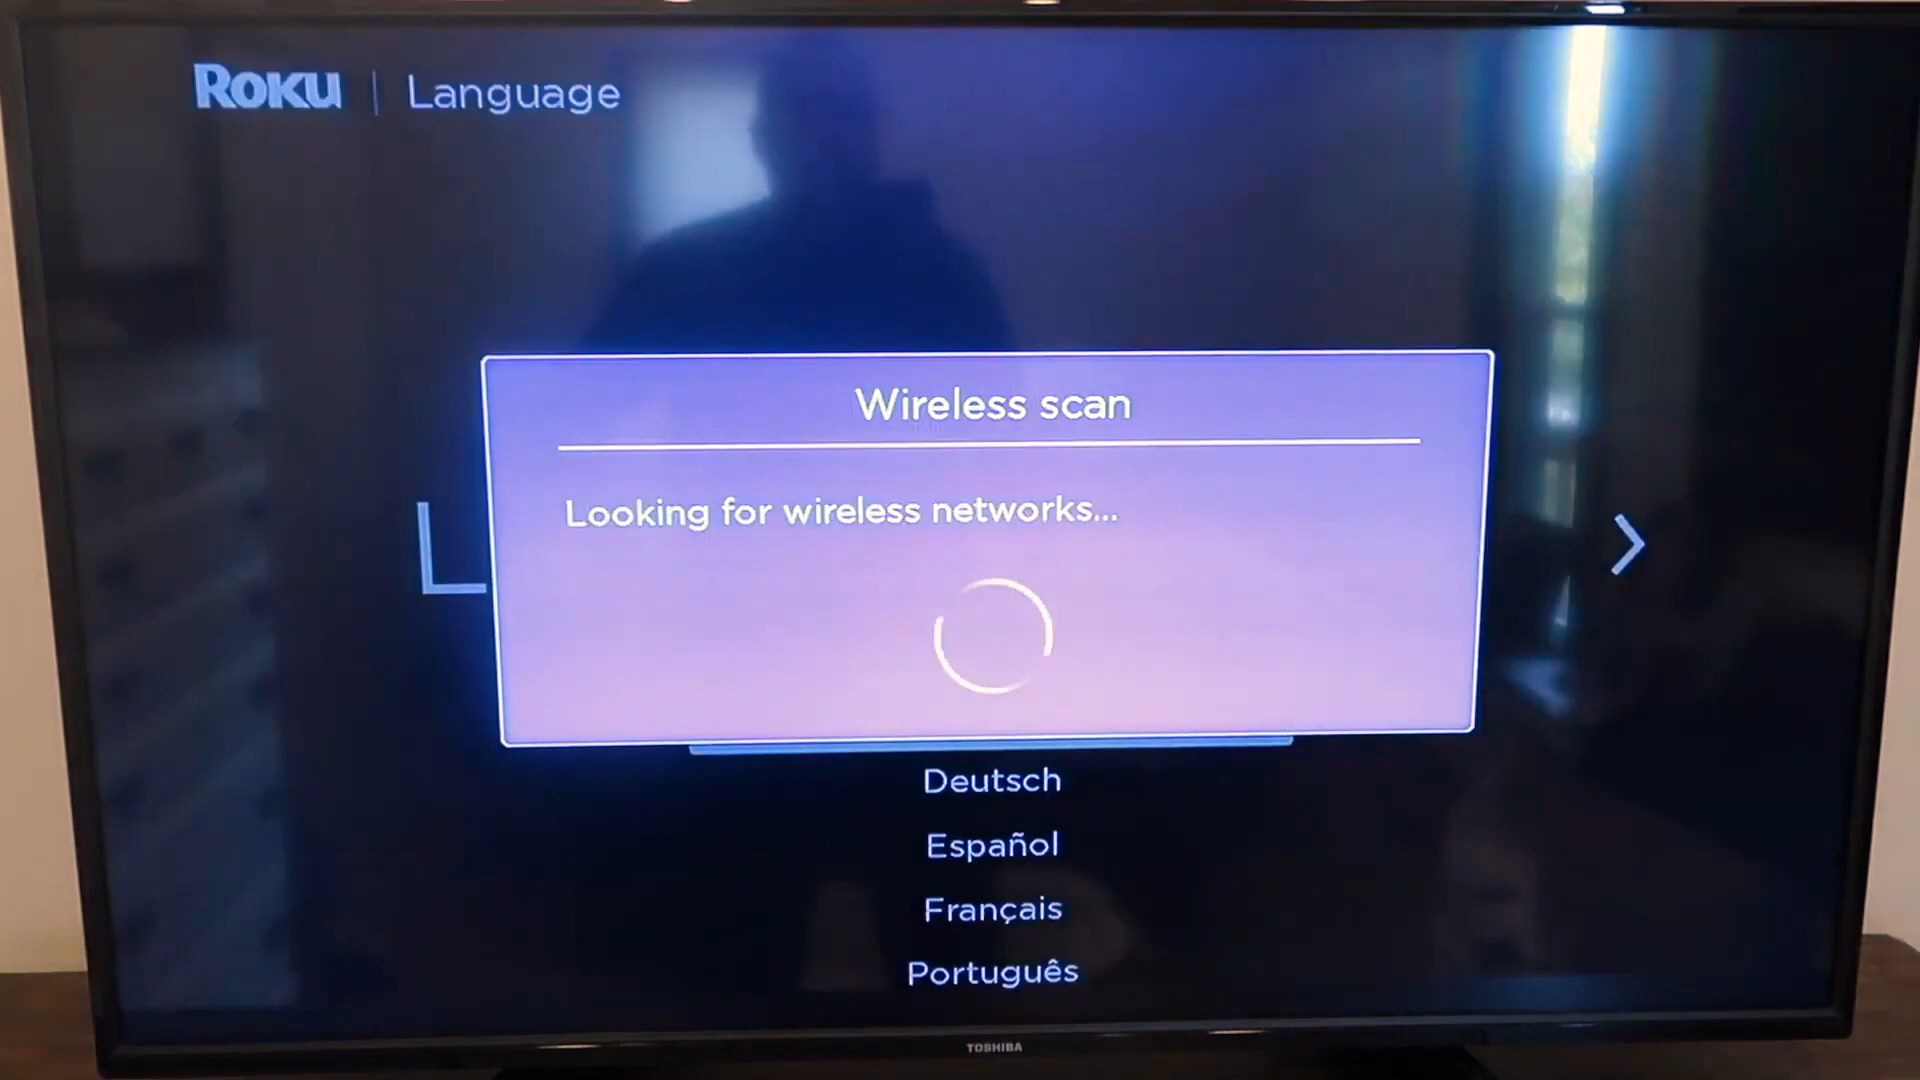 Roku | Language
Wireless scan
Looking for wireless networks...
L
Deutsch
Español
Français
Português
TOSHIBA